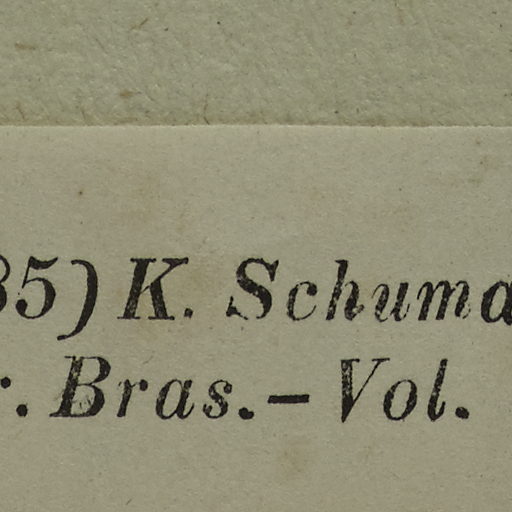 35) K. Schuma
r. Bras.- Vol.